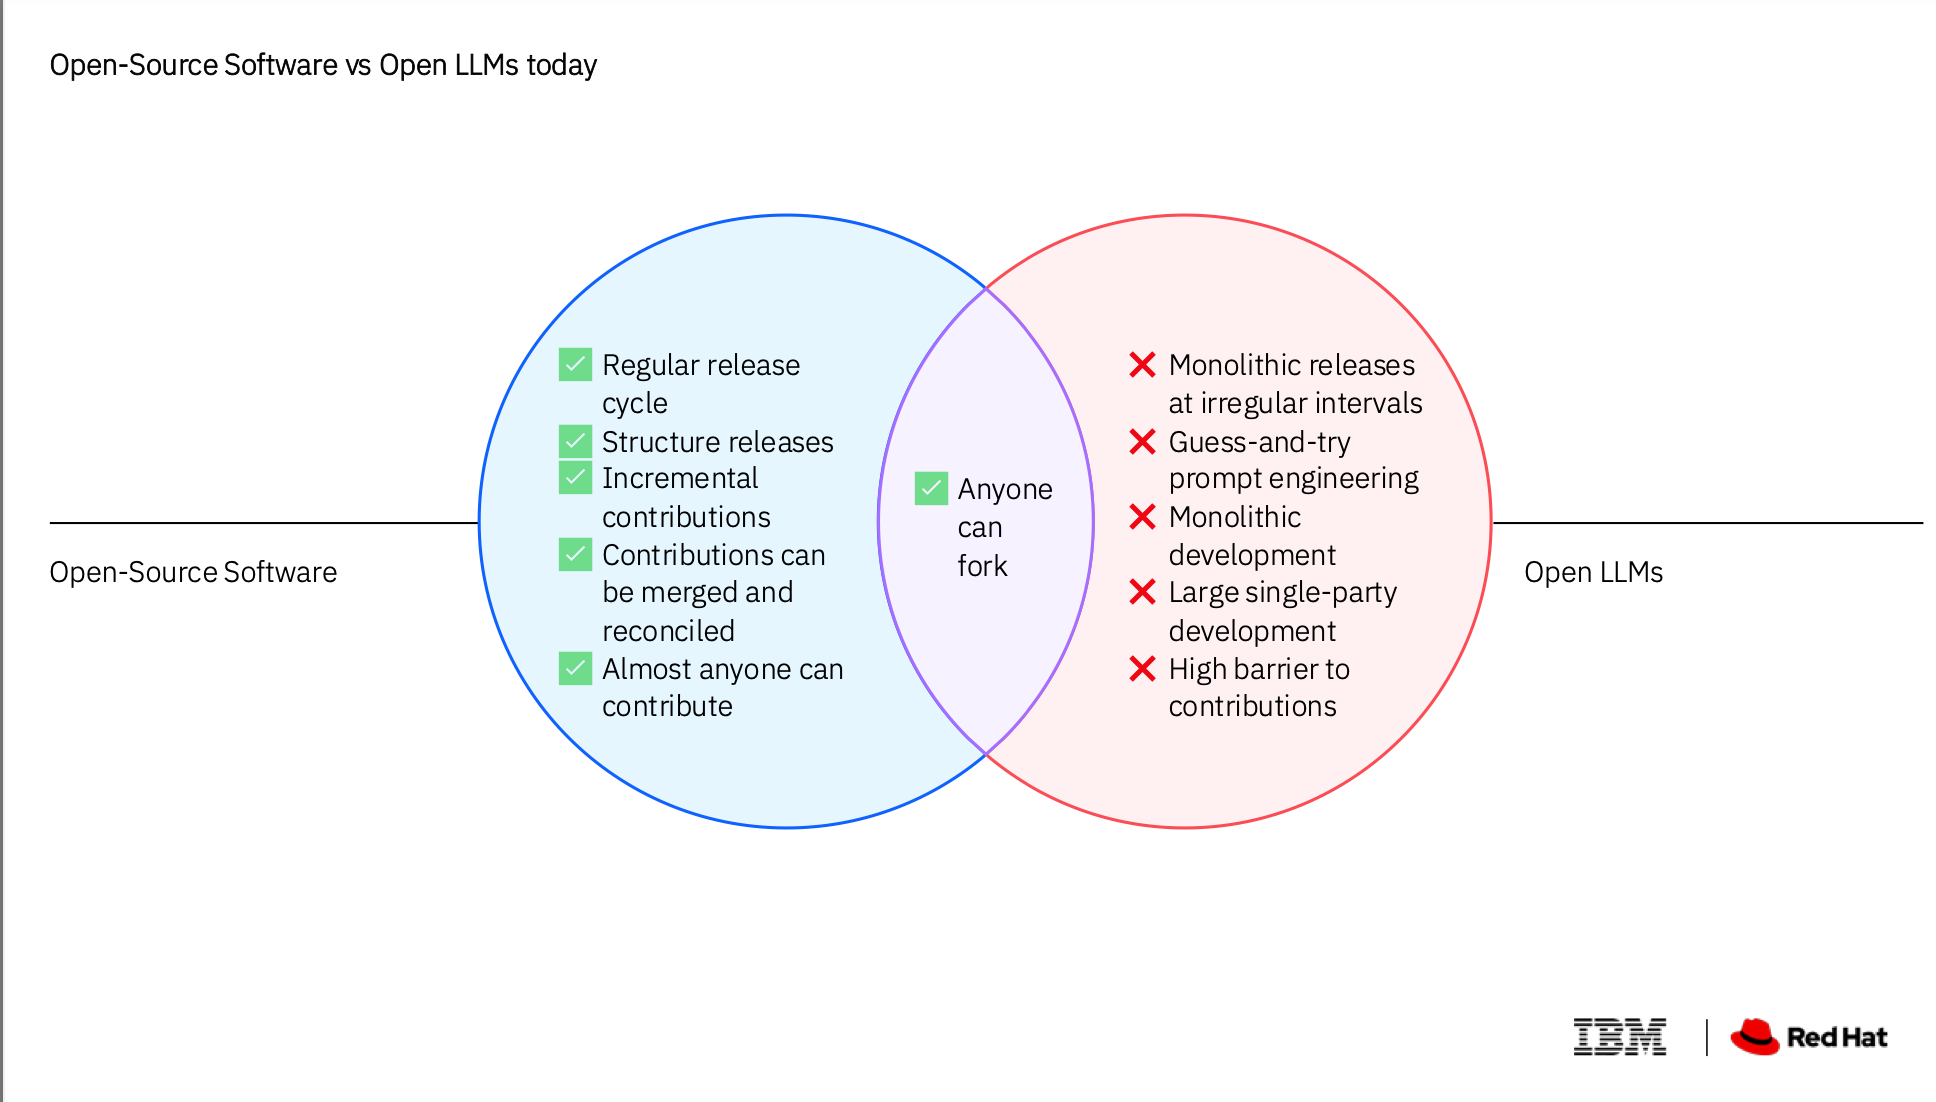 Open-Source Software vs Open LLMs today
Regular release
cycle
Structure releases
Incremental
contributions
Contributions can
be merged and
reconciled
Almost anyone can
contribute
Anyone
can
fork
Monolithic releases
at irregular intervals
Guess-and-try
prompt engineering
Monolithic
development
Large single-party
development
High barrier to
contributions
Open-Source Software
Open LLMs
IBM
Red Hat